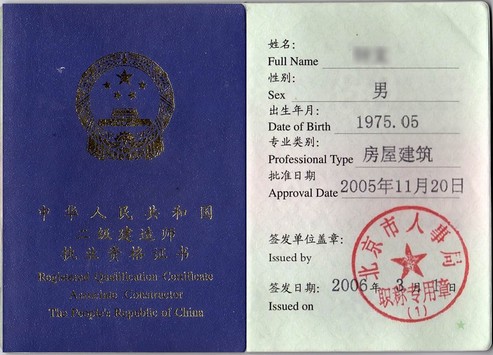 中华人民共和国
二级建造师
执业资格证书
Registered Qualification Certificate
Associate Constructor
The People's Republic of China
姓名:
Full Name
性别:
Sex 男
出生年月:
Date of Birth 1975.05
专业类别:
Professional Type 房屋建筑
批准日期
Approval Date 2005年11月20日
签发单位盖章:
Issued by
签发日期: 2006年 3月 日
Issued on
北京市人事局
职称专用章
(1)